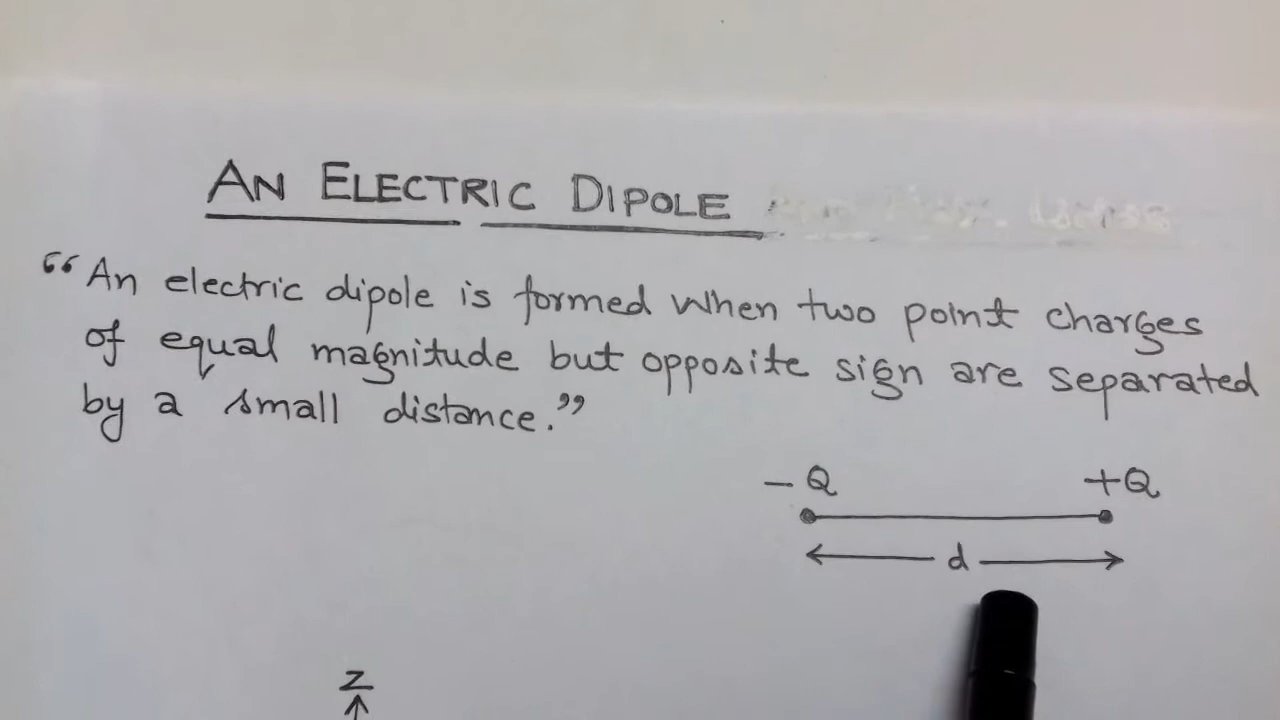 AN ELECTRIC DIPOLE
“An electric dipole is formed when two point charges
of equal magnitude but opposite sign are separated
by a small distance.”
- Q +Q
d
Z